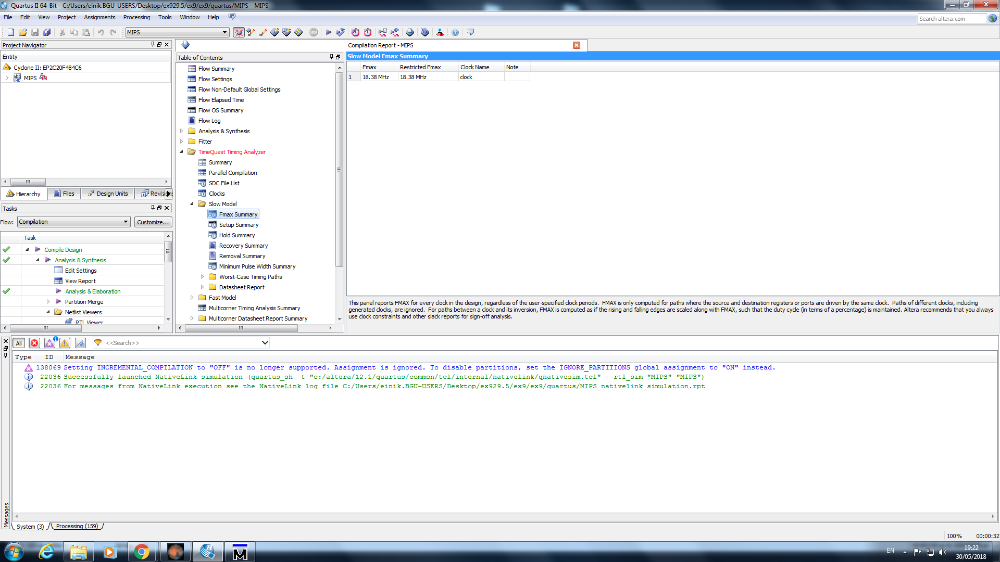 Quartus II 64-Bit - C:/Users/einik.BGU-USERS/Desktop/ex929.5/ex9/ex9/quartus/MIPS - MIPS
File Edit View Project Assignments Processing Tools Window Help
Search altera.com
MIPS
Project Navigator
Entity
Cyclone II: EP2C20F484C6
MIPS
Hierarchy Files Design Units Revisions
Tasks
Flow: Compilation Customize...
Task
Compile Design
Analysis & Synthesis
Edit Settings
View Report
Analysis & Elaboration
Partition Merge
Netlist Viewers
RTL Viewer
Table of Contents
Flow Summary
Flow Settings
Flow Non-Default Global Settings
Flow Elapsed Time
Flow OS Summary
Flow Log
Analysis & Synthesis
Fitter
TimeQuest Timing Analyzer
Summary
Parallel Compilation
SDC File List
Clocks
Slow Model
Fmax Summary
Setup Summary
Hold Summary
Recovery Summary
Removal Summary
Minimum Pulse Width Summary
Worst-Case Timing Paths
Datasheet Report
Fast Model
Multicorner Timing Analysis Summary
Multicorner Datasheet Report Summary
Compilation Report - MIPS
Slow Model Fmax Summary
Fmax Restricted Fmax Clock Name Note
1 18.38 MHz 18.38 MHz clock
This panel reports FMAX for every clock in the design, regardless of the user-specified clock periods. FMAX is only computed for paths where the source and destination registers or ports are driven by the same clock. Paths of different clocks, including
generated clocks, are ignored. For paths between a clock and its inversion, FMAX is computed as if the rising and falling edges are scaled along with FMAX, such that the duty cycle (in terms of a percentage) is maintained. Altera recommends that you always
use clock constraints and other slack reports for sign-off analysis.
All <<Search>>
Type ID Message
138069 Setting INCREMENTAL_COMPILATION to "OFF" is no longer supported. Assignment is ignored. To disable partitions, set the IGNORE_PARTITIONS global assignment to "ON" instead.
22036 Successfully launched NativeLink simulation (quartus_sh -t "c:/altera/12.1/quartus/common/tcl/internal/nativelink/qnativesim.tcl" --rtl_sim "MIPS" "MIPS")
22036 For messages from NativeLink execution see the NativeLink log file C:/Users/einik.BGU-USERS/Desktop/ex929.5/ex9/ex9/quartus/MIPS_nativelink_simulation.rpt
Messages
System (3) Processing (159)
100% 00:00:32
EN
19:22
30/05/2018